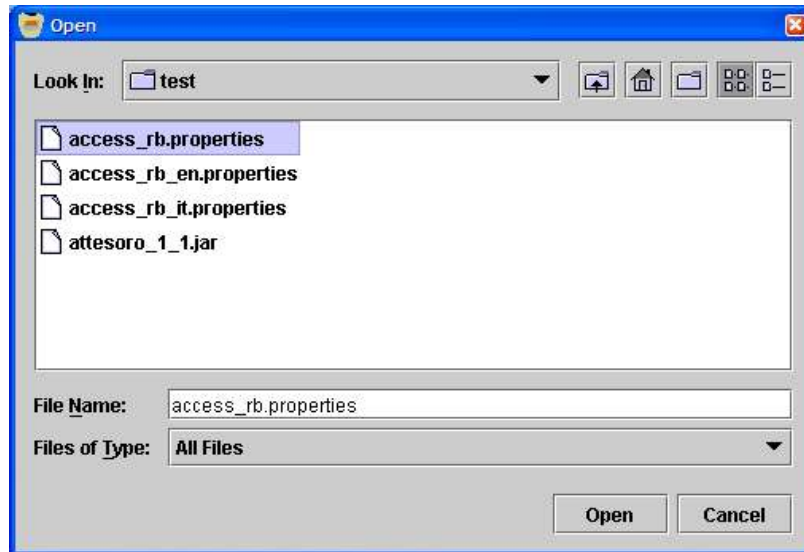 Open
Look In: test
access_rb.properties
access_rb_en.properties
access_rb_it.properties
attesoro_1_1.jar
File Name: access_rb.properties
Files of Type: All Files
Open Cancel